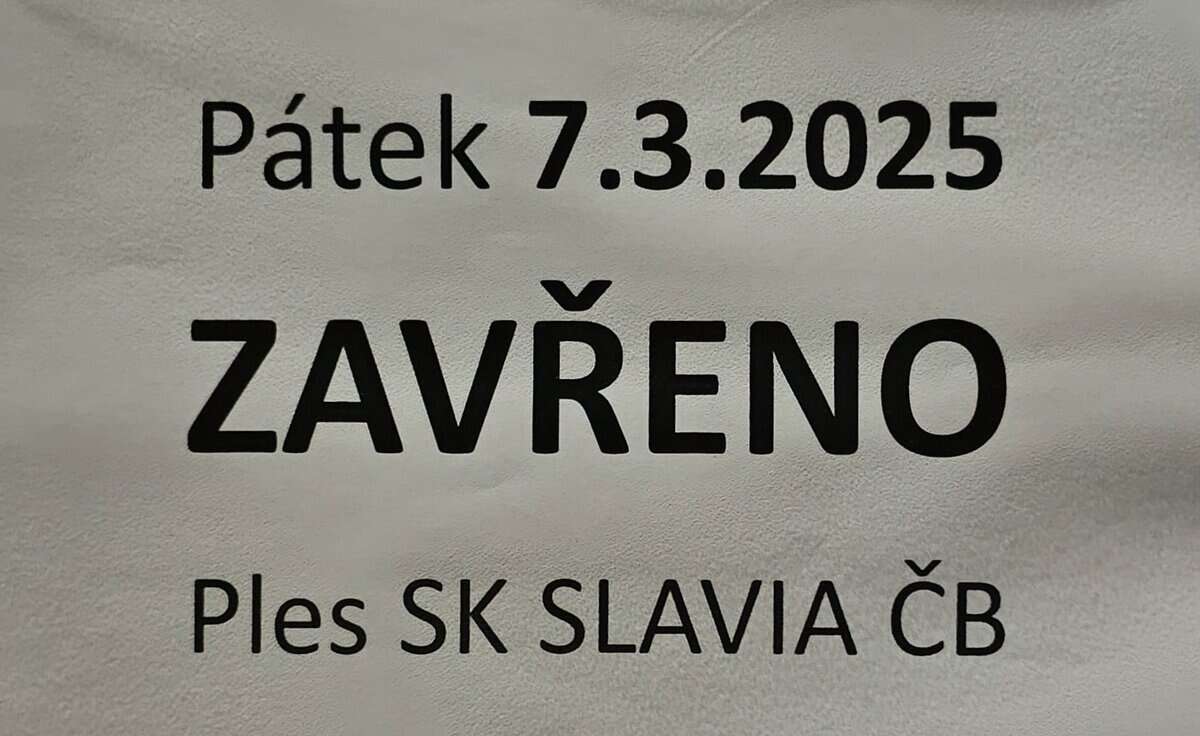 Pátek 7.3.2025
ZAVŘENO
Ples SK SLAVIA ČB